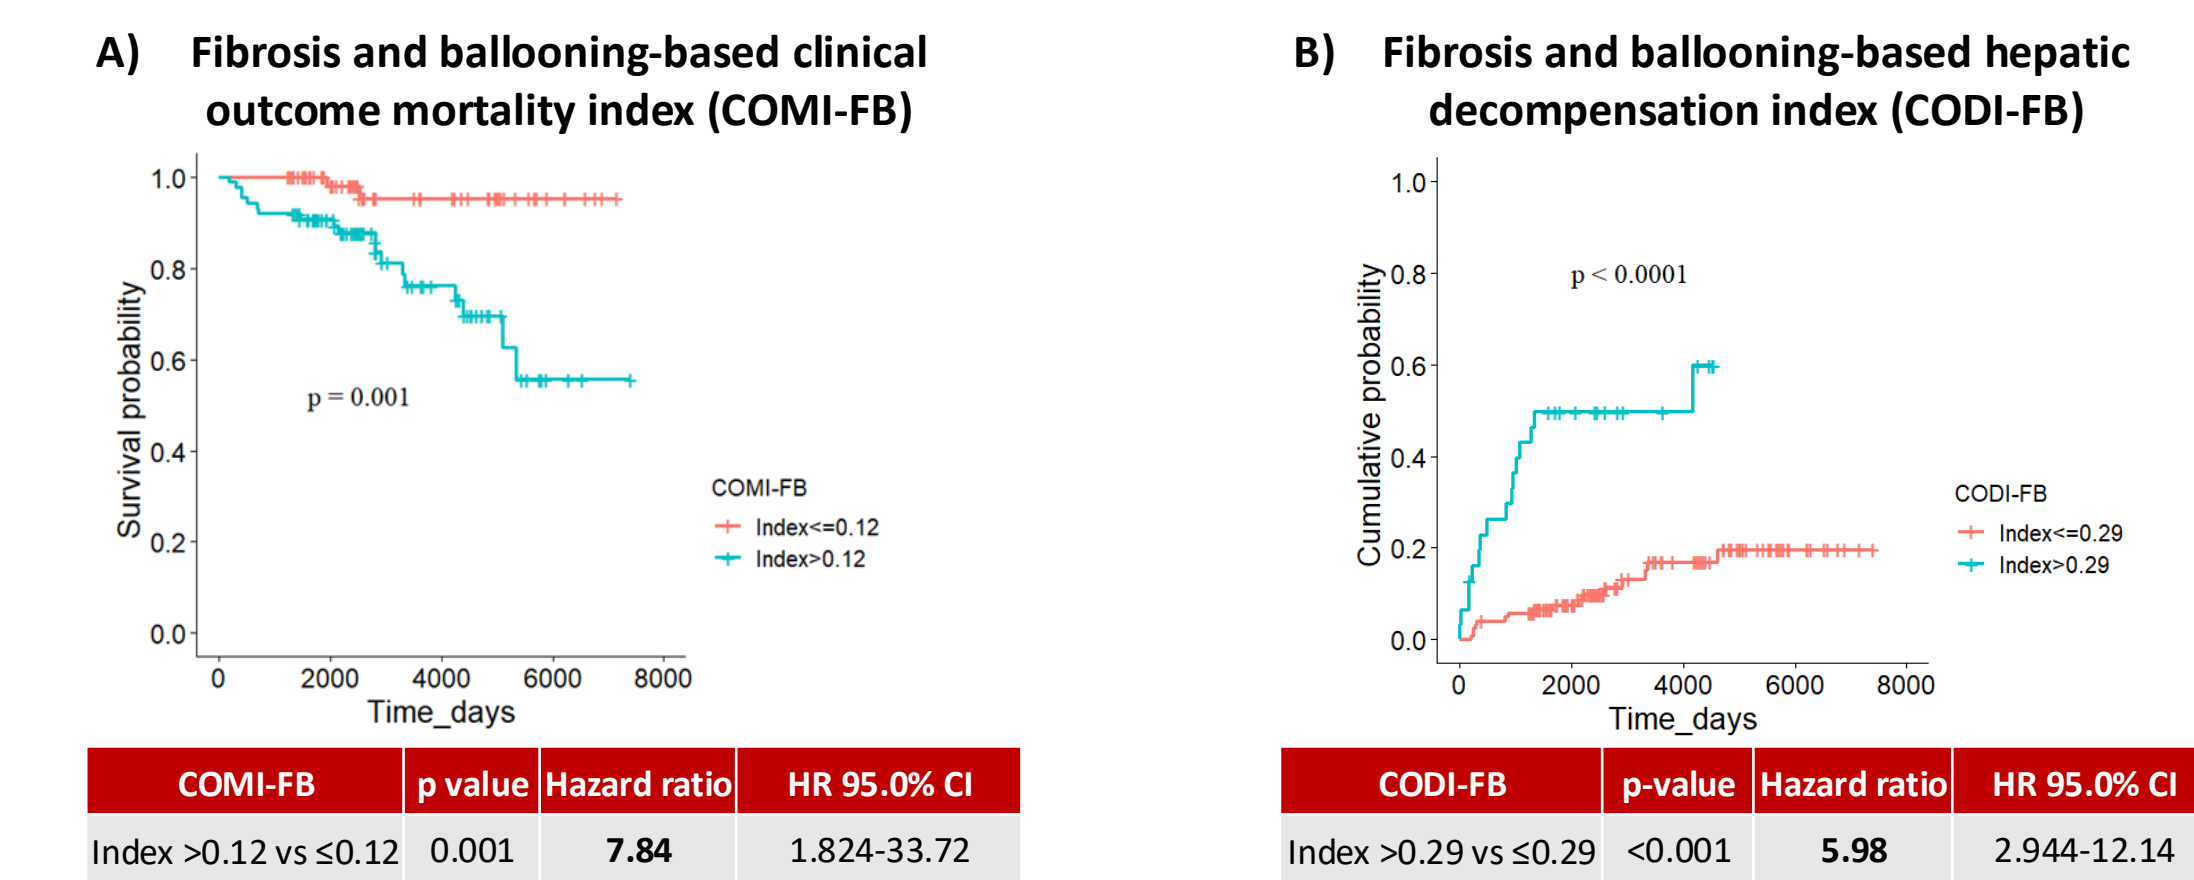 A) Fibrosis and ballooning-based clinical
outcome mortality index (COMI-FB)
1.0
0.8
0.6
0.4
0.2
0.0
Survival probability
p = 0.001
0 2000 4000 6000 8000
Time_days
COMI-FB
Index<=0.12
Index>0.12
COMI-FB p value Hazard ratio HR 95.0% CI
Index >0.12 vs ≤0.12 0.001 7.84 1.824-33.72
B) Fibrosis and ballooning-based hepatic
decompensation index (CODI-FB)
1.0
0.8
0.6
0.4
0.2
0.0
Cumulative probability
p < 0.0001
0 2000 4000 6000 8000
Time_days
CODI-FB
Index<=0.29
Index>0.29
CODI-FB p-value Hazard ratio HR 95.0% CI
Index >0.29 vs ≤0.29 <0.001 5.98 2.944-12.14